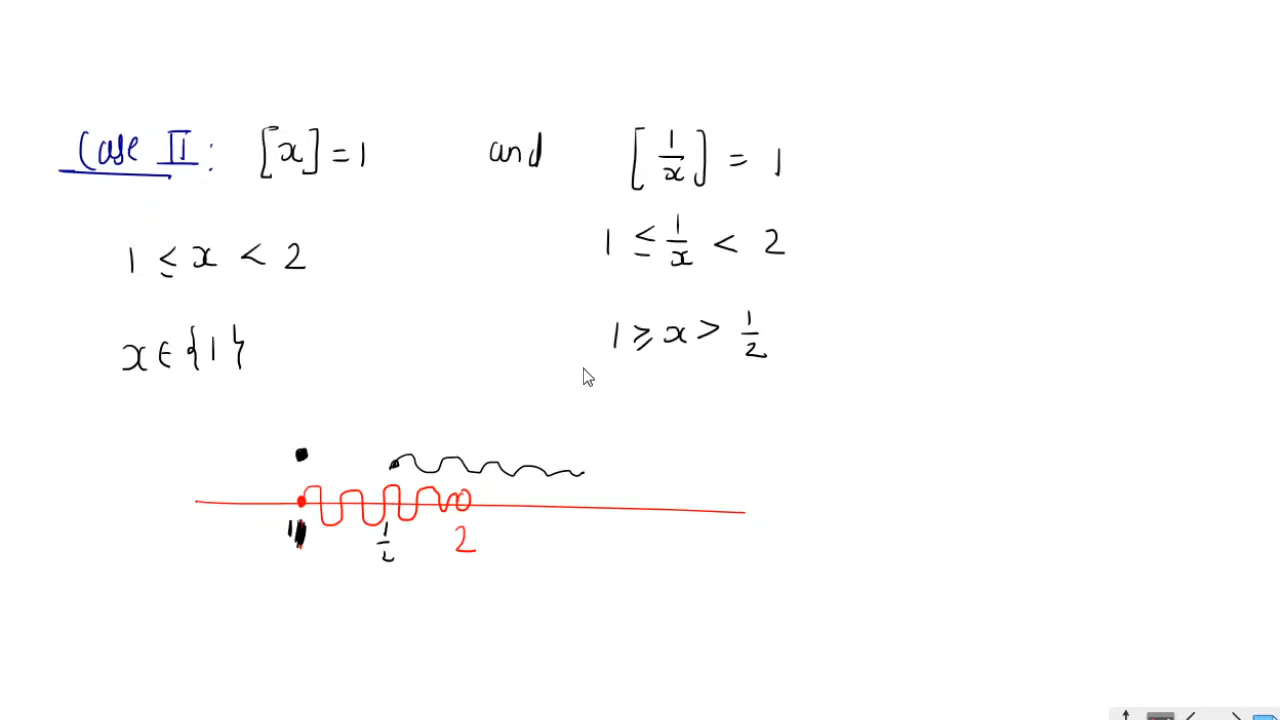 Case II: [x] = 1 and [1/x] = 1
1 ≤ x < 2
1 ≤ 1/x < 2
x ∈ {1}
1 ≥ x > 1/2
1/2
2